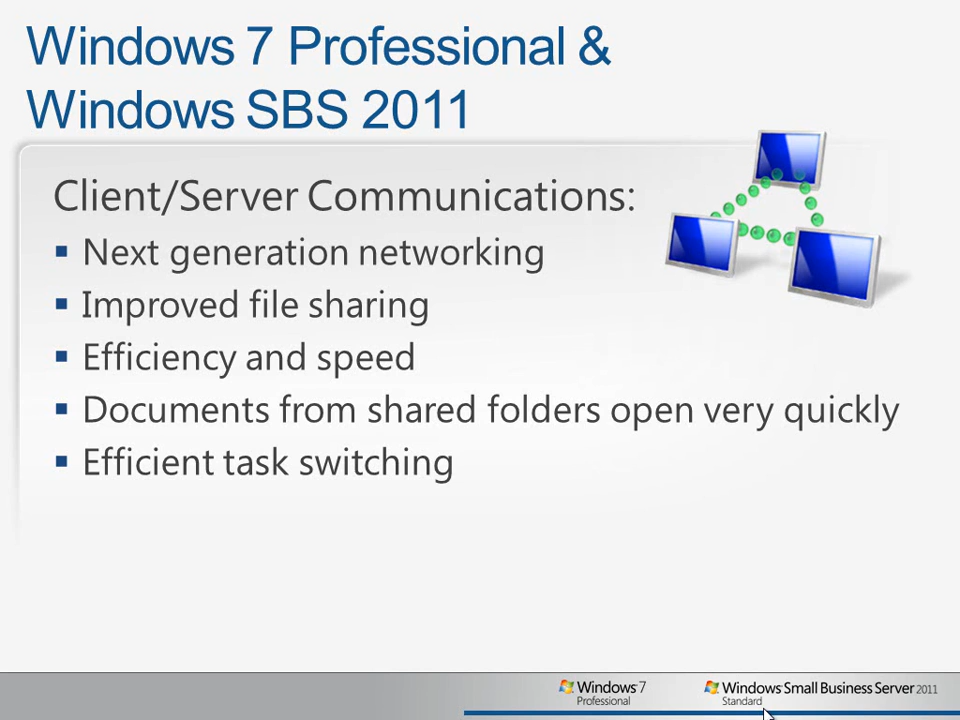 Windows 7 Professional &
Windows SBS 2011
Client/Server Communications:
▪ Next generation networking
▪ Improved file sharing
▪ Efficiency and speed
▪ Documents from shared folders open very quickly
▪ Efficient task switching
Windows 7
Professional
Windows Small Business Server 2011
Standard